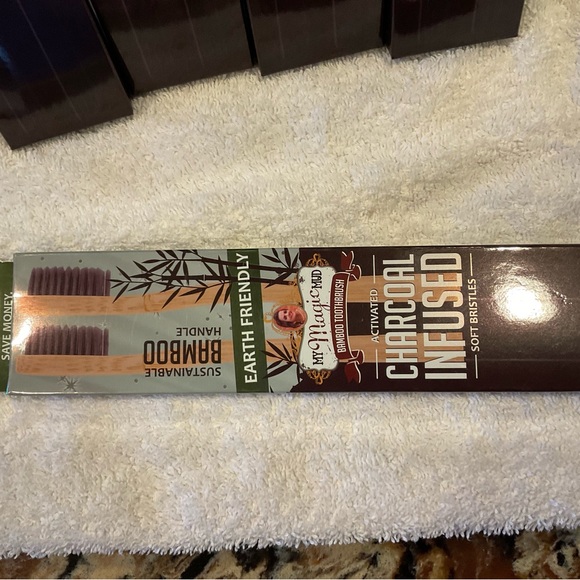 SAVE MONEY.
SUSTAINABLE
BAMBOO
HANDLE
EARTH FRIENDLY
MY Magic MUD
BAMBOO TOOTHBRUSH
ACTIVATED
CHARCOAL
INFUSED
SOFT BRISTLES